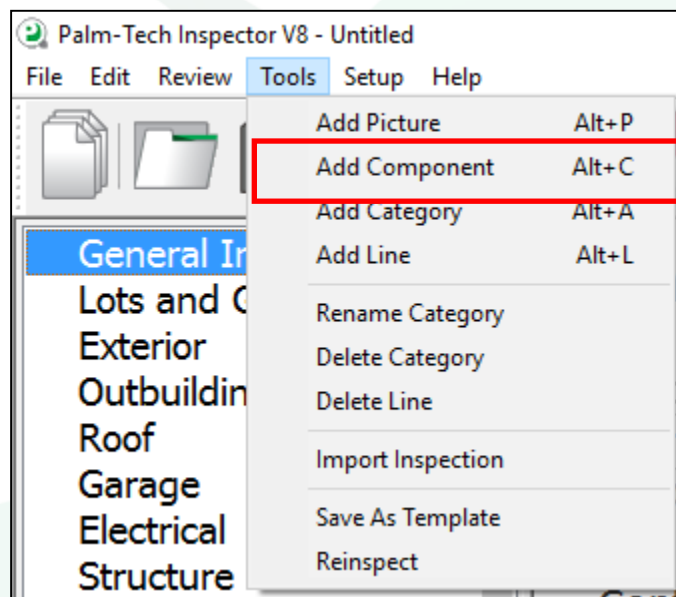 Palm-Tech Inspector V8 - Untitled
File Edit Review Tools Setup Help
Add Picture Alt+P
Add Component Alt+C
Add Category Alt+A
Add Line Alt+L
Rename Category
Delete Category
Delete Line
Import Inspection
Save As Template
Reinspect
General
Lots and
Exterior
Outbuildin
Roof
Garage
Electrical
Structure